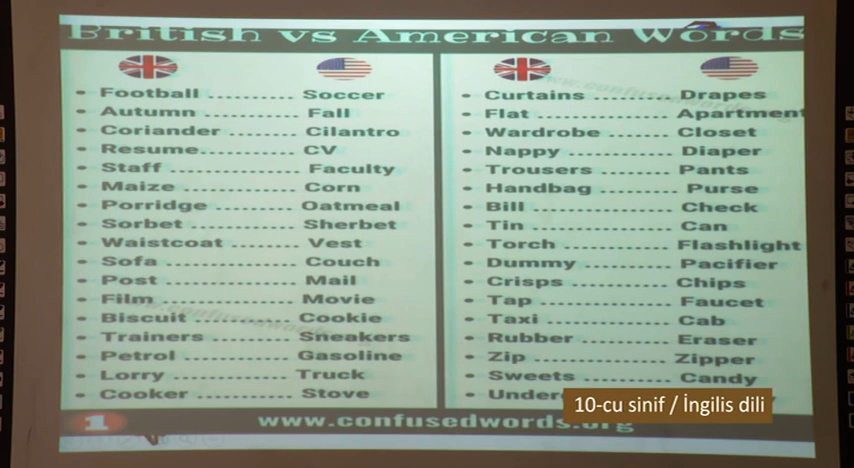 British vs American Words
• Football .......... Soccer
• Autumn ............ Fall
• Coriander ........ Cilantro
• Resume............ CV
• Staff ................ Faculty
• Maize .............. Corn
• Porridge .......... Oatmeal
• Sorbet ............. Sherbet
• Waistcoat ........ Vest
• Sofa ................ Couch
• Post ................ Mail
• Film ................. Movie
• Biscuit ............. Cookie
• Trainers ........... Sneakers
• Petrol .............. Gasoline
• Lorry ............... Truck
• Cooker ............ Stove
• Curtains .......... Drapes
• Flat ................. Apartment
• Wardrobe ........ Closet
• Nappy ............. Diaper
• Trousers .......... Pants
• Handbag ......... Purse
• Bill .................. Check
• Tin .................. Can
• Torch .............. Flashlight
• Dummy ........... Pacifier
• Crisps ............. Chips
• Tap ................. Faucet
• Taxi ................ Cab
• Rubber ............ Eraser
• Zip .................. Zipper
• Sweets ............ Candy
1
www.confusedwords.org
10-cu sinif / İngilis dili